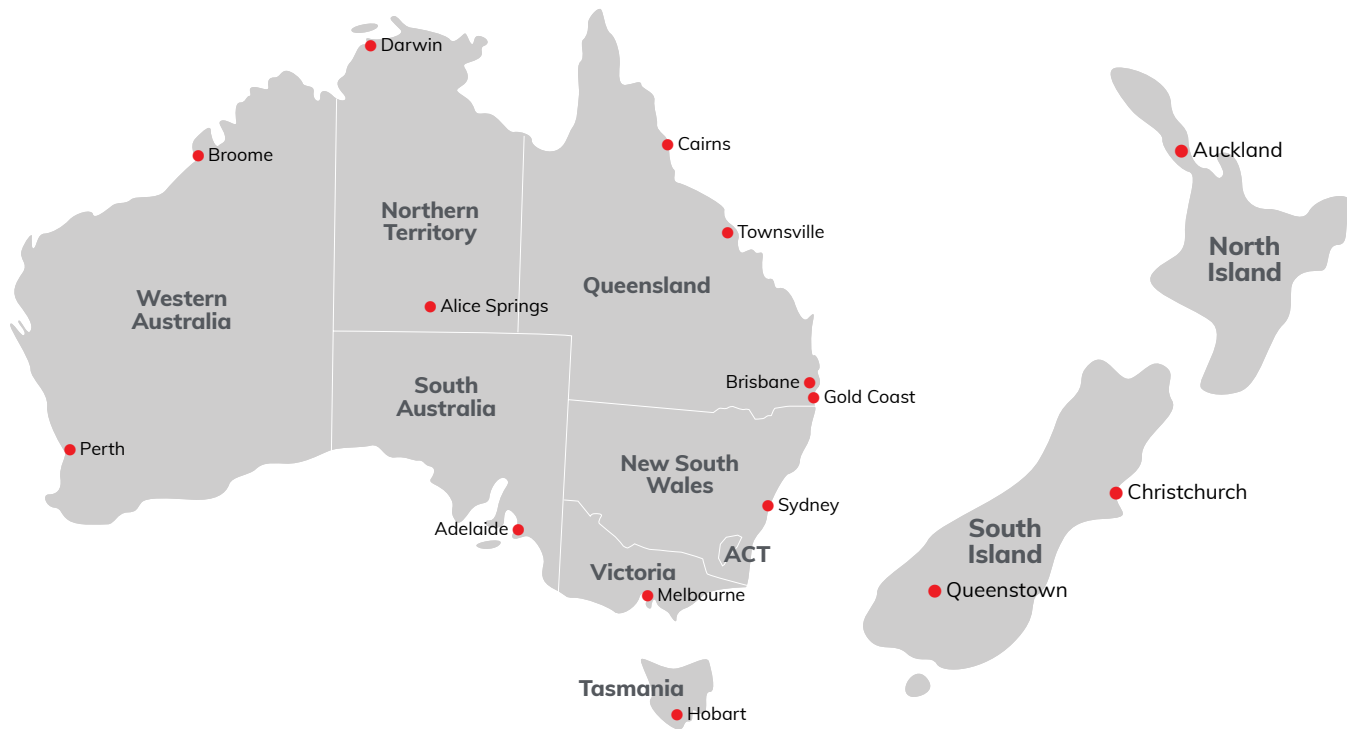 Darwin
Cairns
Broome
Auckland
Northern
Territory
Townsville
North
Island
Queensland
Western
Australia
Alice Springs
South
Australia
Brisbane
Gold Coast
Perth
New South
Wales
Christchurch
Sydney
Adelaide
South
Island
ACT
Victoria
Melbourne
Queenstown
Tasmania
Hobart